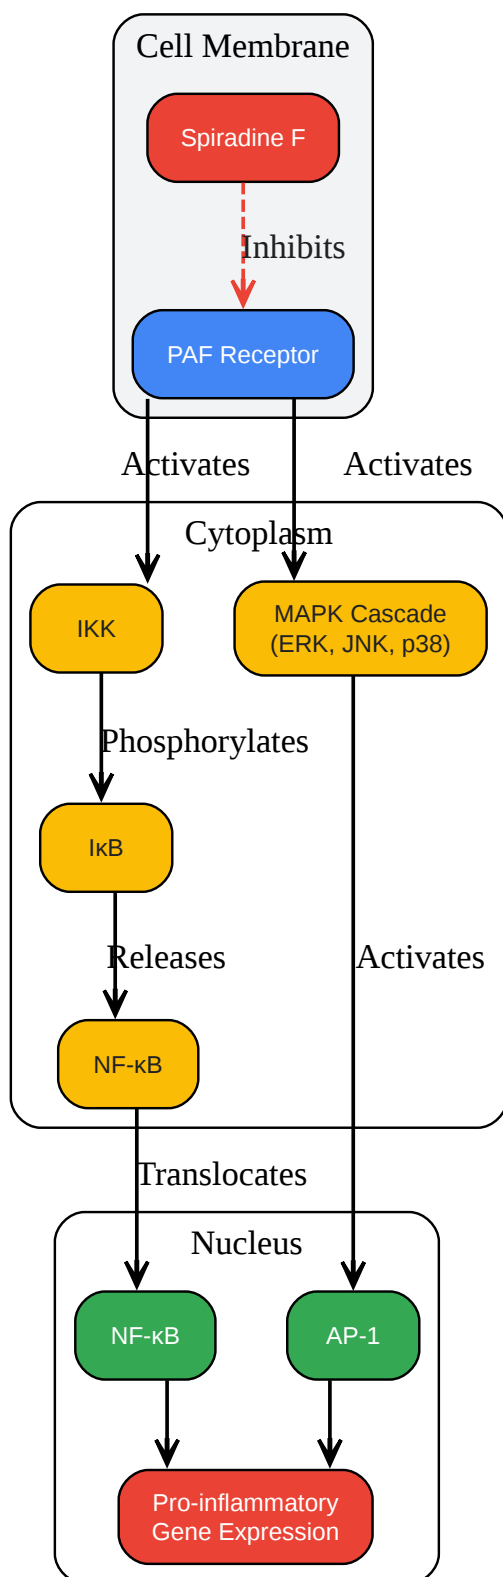 Cell Membrane
Spiradine F
Inhibits
PAF Receptor
Activates
Activates
Cytoplasm
IKK
MAPK Cascade
(ERK, JNK, p38)
Phosphorylates
IκB
Releases
Activates
NF-κB
Translocates
Nucleus
NF-κB
AP-1
Pro-inflammatory
Gene Expression